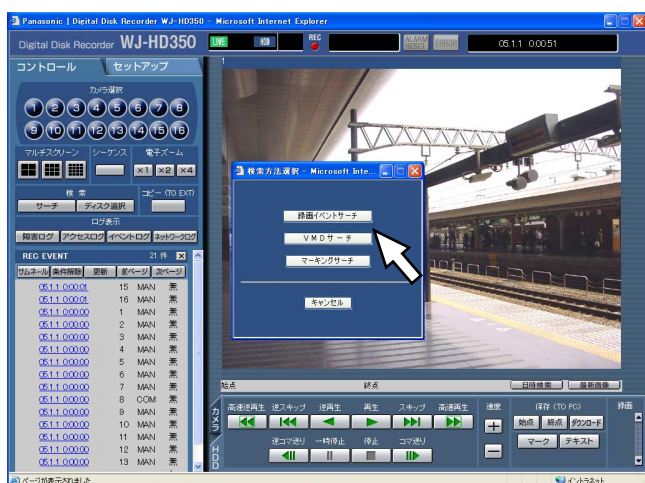 Panasonic | Digital Disk Recorder WJ-HD350 - Microsoft Internet Explorer
Digital Disk Recorder WJ-HD350
LIVE HDD REC ALARM RESET ERROR 05.1.1 0:00:51
コントロール セットアップ
カメラ選択
1 2 3 4 5 6 7 8
9 10 11 12 13 14 15 16
マルチスクリーン シーケンス 電子ズーム
×1 ×2 ×4
検索 コピー (TO EXT)
サーチ ディスク選択
ログ表示
障害ログ アクセスログ イベントログ ネットワークログ
REC EVENT 21 件
サムネール 条件解除 更新 前ページ 次ページ
05.1.1 0:00:01 15 MAN 無
05.1.1 0:00:01 16 MAN 無
05.1.1 0:00:00 1 MAN 無
05.1.1 0:00:00 2 MAN 無
05.1.1 0:00:00 3 MAN 無
05.1.1 0:00:00 4 MAN 無
05.1.1 0:00:00 5 MAN 無
05.1.1 0:00:00 6 MAN 無
05.1.1 0:00:00 7 MAN 無
05.1.1 0:00:00 8 COM 無
05.1.1 0:00:00 9 MAN 無
05.1.1 0:00:00 10 MAN 無
05.1.1 0:00:00 11 MAN 無
05.1.1 0:00:00 12 MAN 無
05.1.1 0:00:00 13 MAN 無
1
検索方法選択 - Microsoft Inte...
録画イベントサーチ
VMDサーチ
マーキングサーチ
キャンセル
始点 終点 日時検索 最新画像
カメラ
HDD
高速逆再生 逆スキップ 逆再生 再生 スキップ 高速再生
逆コマ送り 一時停止 停止 コマ送り
速度
+
−
保存 (TO PC)
始点 終点 ダウンロード
マーク テキスト
録画
ページが表示されました イントラネット